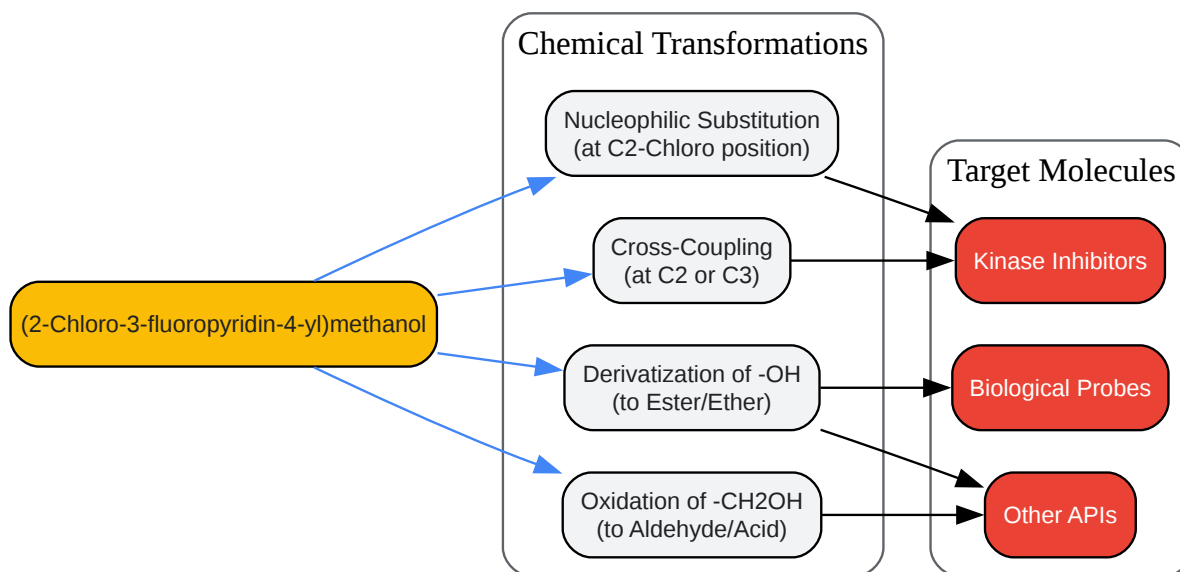 Chemical Transformations
Nucleophilic Substitution
(at C2-Chloro position)
Target Molecules
Cross-Coupling
(at C2 or C3)
Kinase Inhibitors
(2-Chloro-3-fluoropyridin-4-yl)methanol
Derivatization of -OH
(to Ester/Ether)
Biological Probes
Oxidation of -CH2OH
(to Aldehyde/Acid)
Other APIs